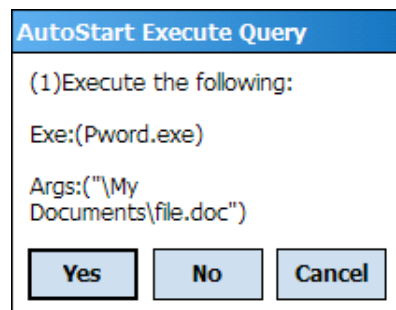 AutoStart Execute Query
(1)Execute the following:
Exe:(Pword.exe)
Args:("\My
Documents\file.doc")
Yes No Cancel